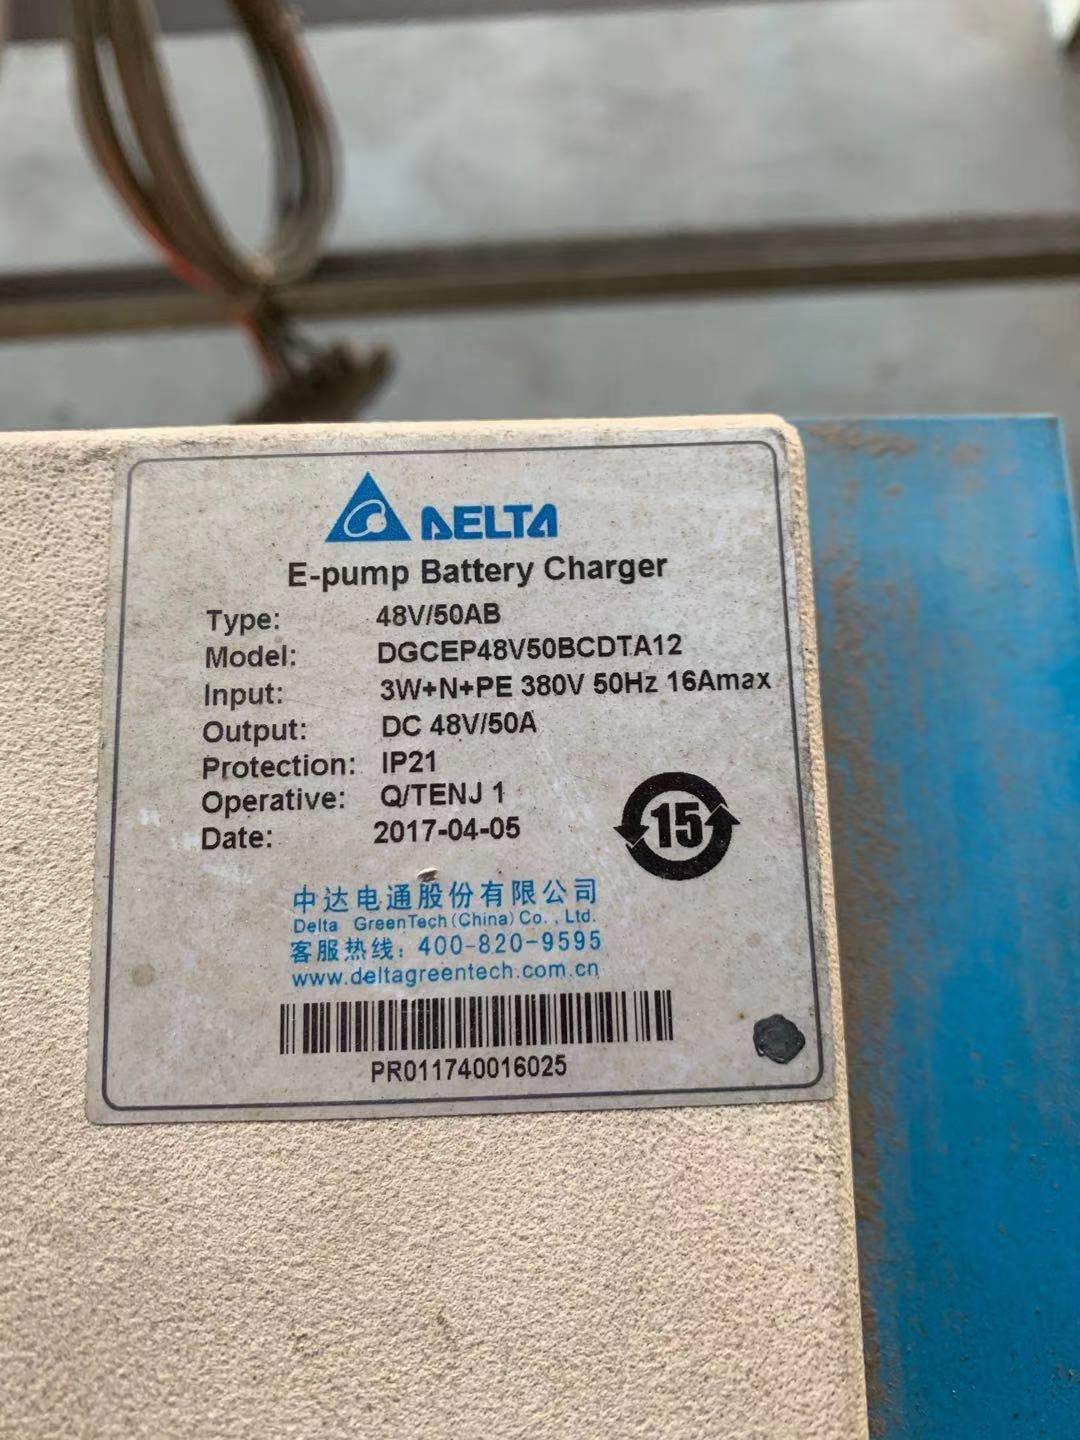 DELTA
E-pump Battery Charger
Type: 48V/50AB
Model: DGCEP48V50BCDTA12
Input: 3W+N+PE 380V 50Hz 16Amax
Output: DC 48V/50A
Protection: IP21
Operative: Q/TENJ 1
Date: 2017-04-05
15
中达电通股份有限公司
Delta GreenTech(China)Co.,Ltd.
客服热线：400-820-9595
www.deltagreentech.com.cn
PR011740016025